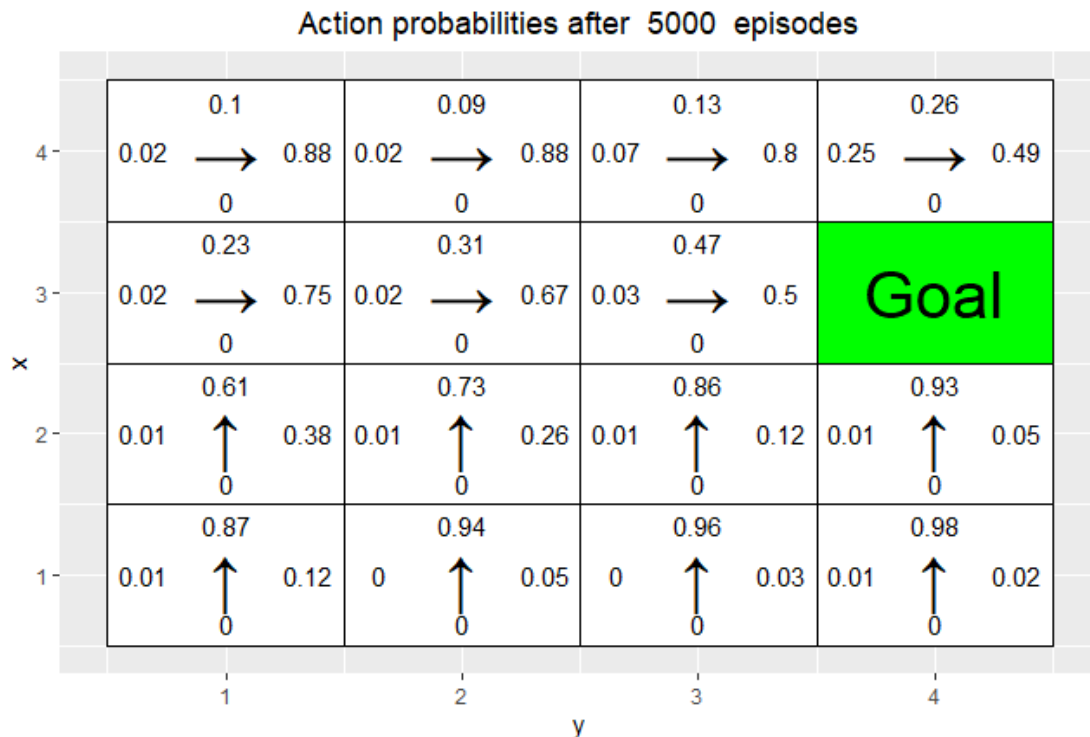 Action probabilities after 5000 episodes
0.1 0.09 0.13 0.26
4 0.02 → 0.88 0.02 → 0.88 0.07 → 0.8 0.25 → 0.49
0 0 0 0
0.23 0.31 0.47
3 0.02 → 0.75 0.02 → 0.67 0.03 → 0.5 Goal
0 0 0
x
0.61 0.73 0.86 0.93
2 0.01 ↑ 0.38 0.01 ↑ 0.26 0.01 ↑ 0.12 0.01 ↑ 0.05
0 0 0 0
0.87 0.94 0.96 0.98
1 0.01 ↑ 0.12 0 ↑ 0.05 0 ↑ 0.03 0.01 ↑ 0.02
0 0 0 0
1 2 3 4
y